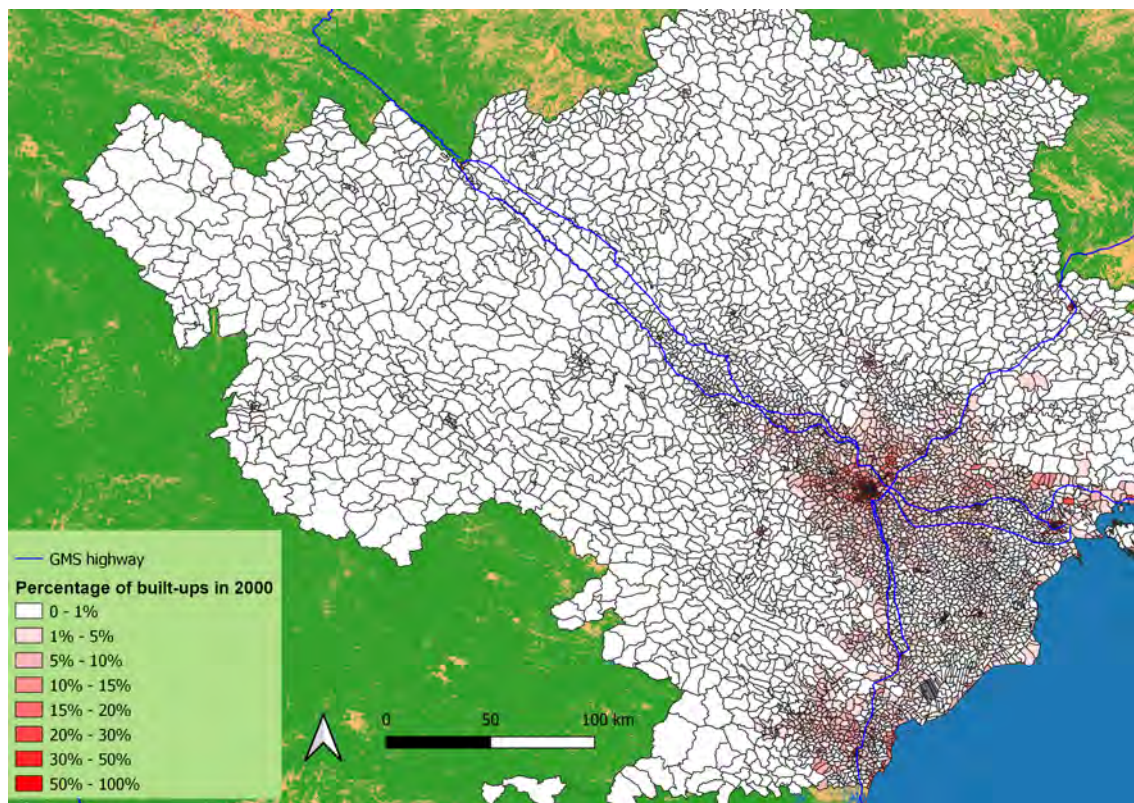 GMS highway
Percentage of built-ups in 2000
0 - 1%
1% - 5%
5% - 10%
10% - 15%
15% - 20%
20% - 30%
30% - 50%
50% - 100%
0 50 100 km